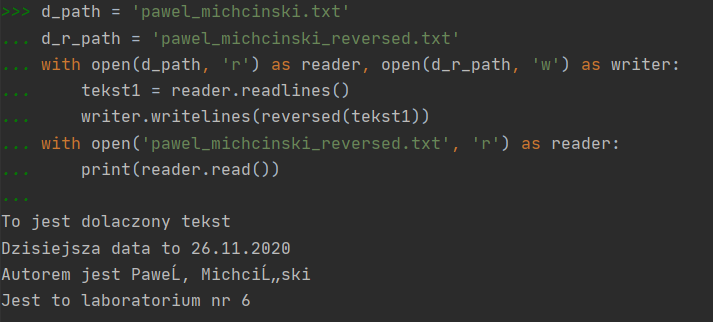 >>> d_path = 'pawel_michcinski.txt'
... d_r_path = 'pawel_michcinski_reversed.txt'
... with open(d_path, 'r') as reader, open(d_r_path, 'w') as writer:
...     tekst1 = reader.readlines()
...     writer.writelines(reversed(tekst1))
... with open('pawel_michcinski_reversed.txt', 'r') as reader:
...     print(reader.read())
...
To jest dolaczony tekst
Dzisiejsza data to 26.11.2020
Autorem jest PaweĹ‚ MichciĹ„ski
Jest to laboratorium nr 6